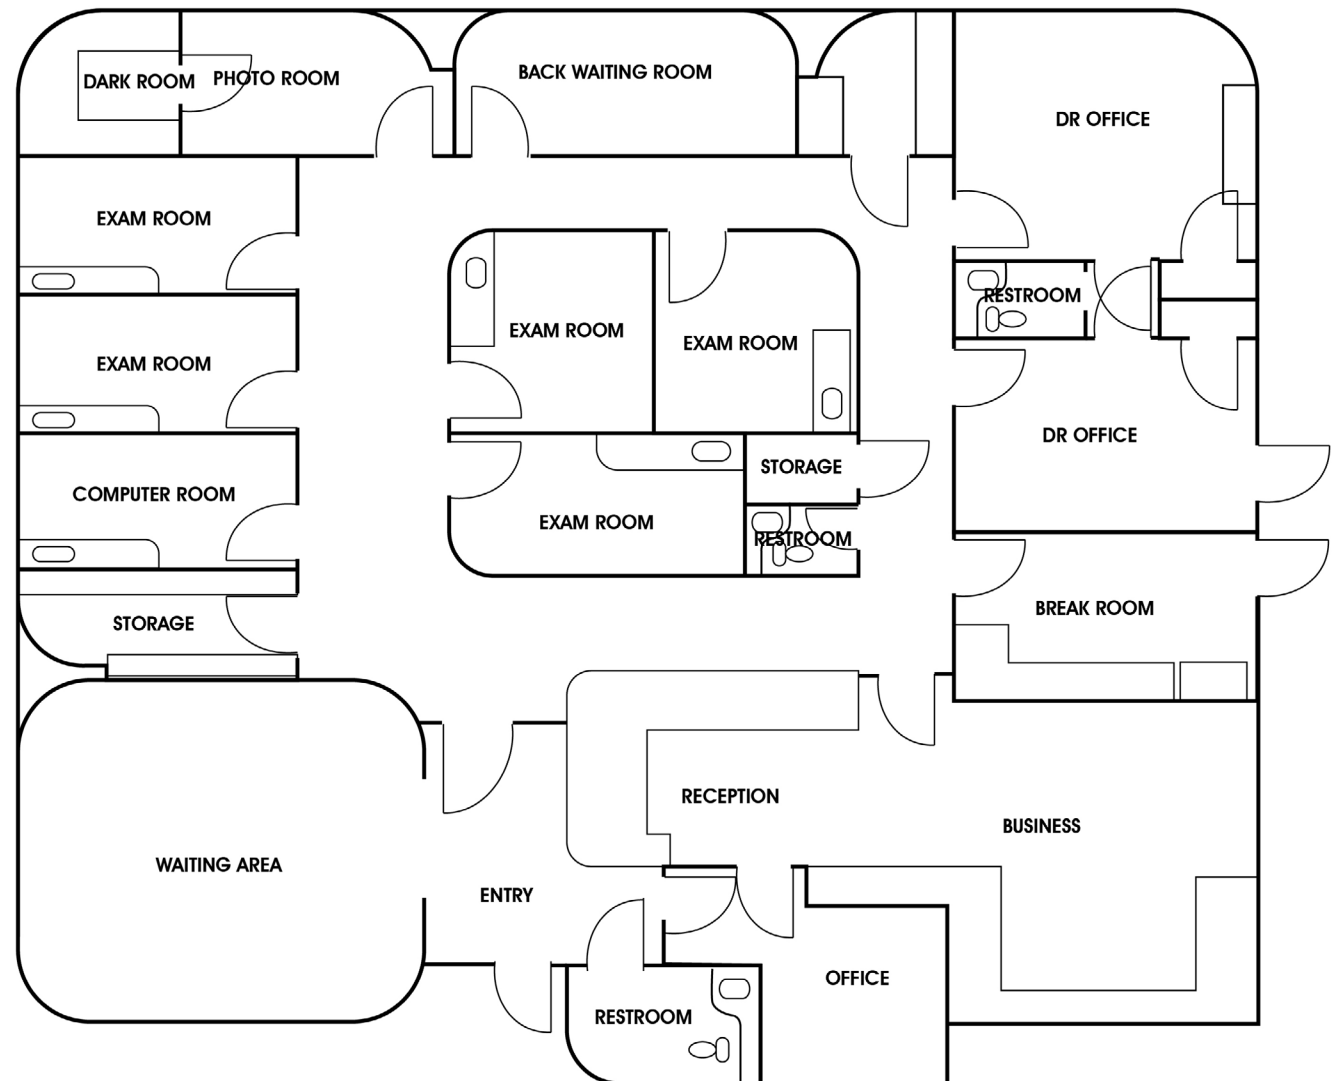 DARK ROOM
PHOTO ROOM
BACK WAITING ROOM
DR OFFICE
EXAM ROOM
RESTROOM
EXAM ROOM
EXAM ROOM
EXAM ROOM
DR OFFICE
COMPUTER ROOM
STORAGE
EXAM ROOM
RESTROOM
STORAGE
BREAK ROOM
RECEPTION
BUSINESS
WAITING AREA
ENTRY
OFFICE
RESTROOM